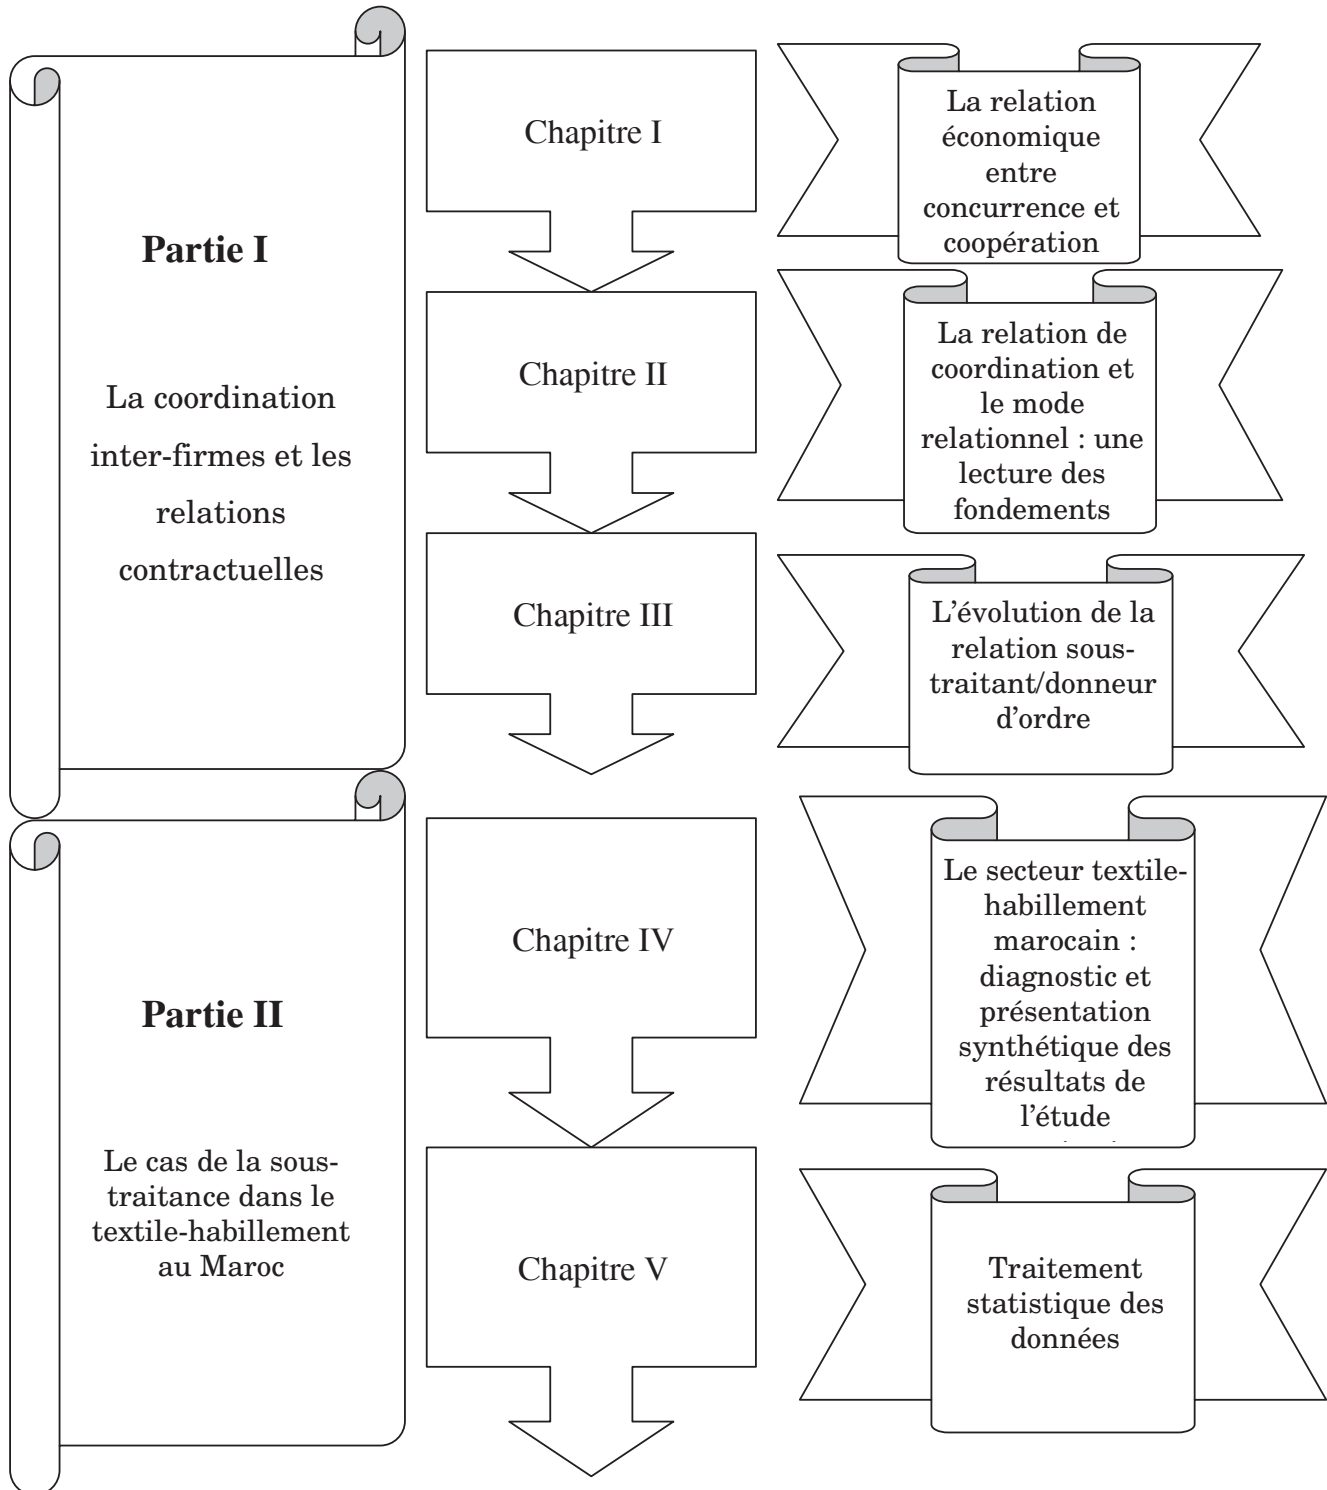 Partie I
La coordination
inter-firmes et les
relations
contractuelles
Chapitre I
La relation
économique
entre
concurrence et
coopération
Chapitre II
La relation de
coordination et
le mode
relationnel : une
lecture des
fondements
Chapitre III
L’évolution de la
relation sous-
traitant/donneur
d’ordre
Partie II
Le cas de la sous-
traitance dans le
textile-habillement
au Maroc
Chapitre IV
Le secteur textile-
habillement
marocain :
diagnostic et
présentation
synthétique des
résultats de
l’étude
Chapitre V
Traitement
statistique des
données